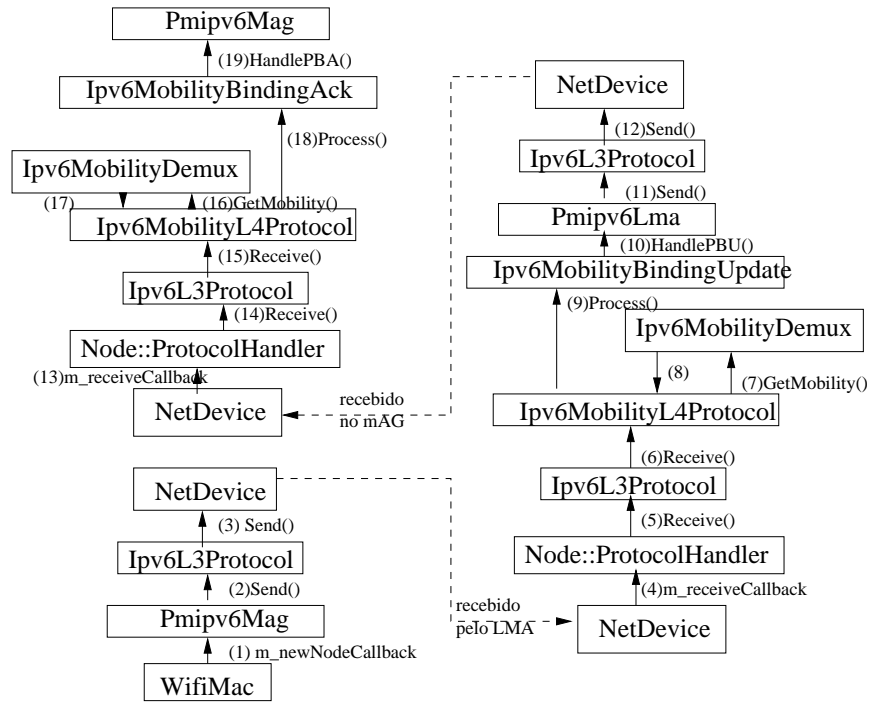 Pmipv6Mag
(19)HandlePBA()
Ipv6MobilityBindingAck
(18)Process()
Ipv6MobilityDemux
(17)
(16)GetMobility()
Ipv6MobilityL4Protocol
(15)Receive()
Ipv6L3Protocol
(14)Receive()
Node::ProtocolHandler
(13)m_receiveCallback
NetDevice
recebido
no mAG
NetDevice
(3) Send()
Ipv6L3Protocol
(2)Send()
Pmipv6Mag
(1) m_newNodeCallback
WifiMac
recebido
pelo LMA
NetDevice
(12)Send()
Ipv6L3Protocol
(11)Send()
Pmipv6Lma
(10)HandlePBU()
Ipv6MobilityBindingUpdate
(9)Process()
Ipv6MobilityDemux
(8)
(7)GetMobility()
Ipv6MobilityL4Protocol
(6)Receive()
Ipv6L3Protocol
(5)Receive()
Node::ProtocolHandler
(4)m_receiveCallback
NetDevice